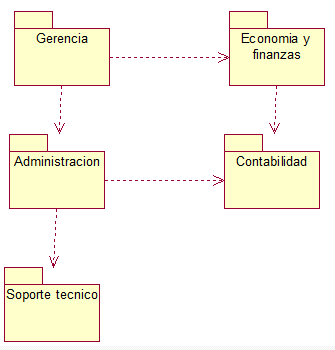 Gerencia
Economia y
finanzas
Administracion
Contabilidad
Soporte tecnico